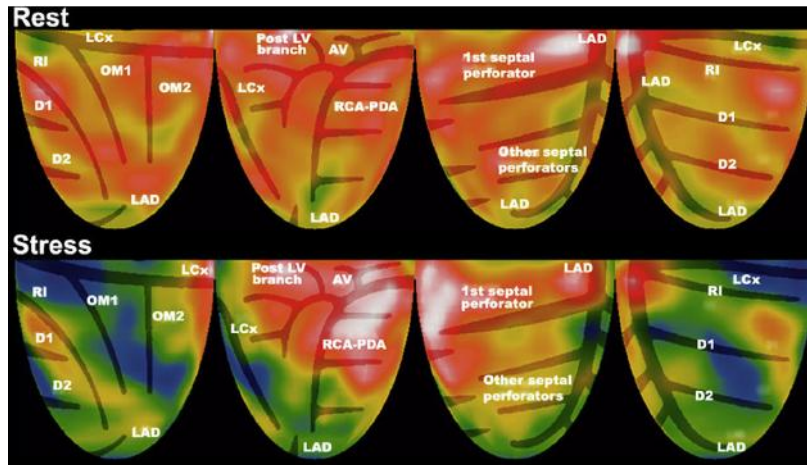 Rest
LCx
RI
OM1
OM2
D1
D2
LAD
Post LV
branch
AV
LCx
RCA-PDA
LAD
LAD
1st septal
perforator
Other septal
perforators
LAD
LCx
RI
LAD
D1
D2
LAD
Stress
LCx
RI
OM1
OM2
D1
D2
LAD
Post LV
branch
AV
LCx
RCA-PDA
LAD
LAD
1st septal
perforator
Other septal
perforators
LCx
RI
D1
D2
LAD